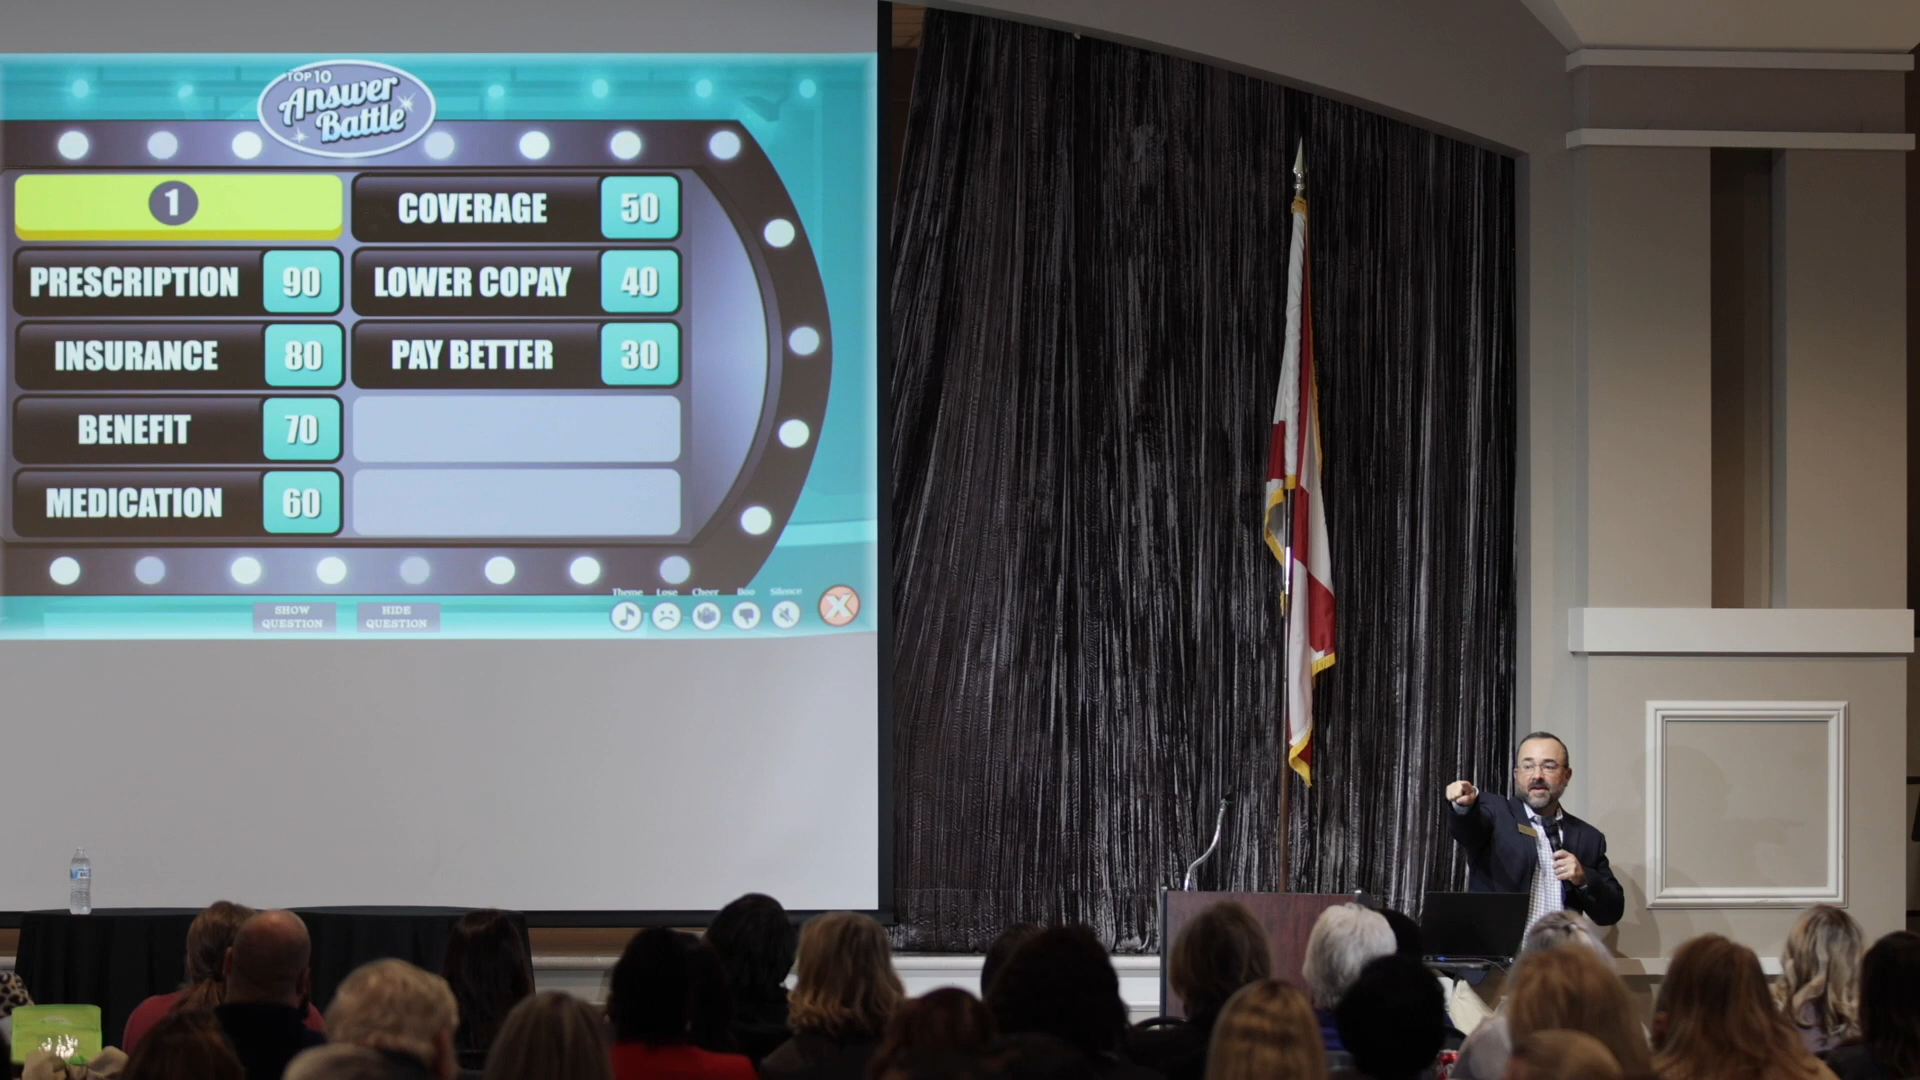 TOP 10
Answer
Battle
1
PRESCRIPTION 90
INSURANCE 80
BENEFIT 70
MEDICATION 60
COVERAGE 50
LOWER COPAY 40
PAY BETTER 30
SHOW
QUESTION
HIDE
QUESTION
Theme Lose Cheer Boo Silence
X